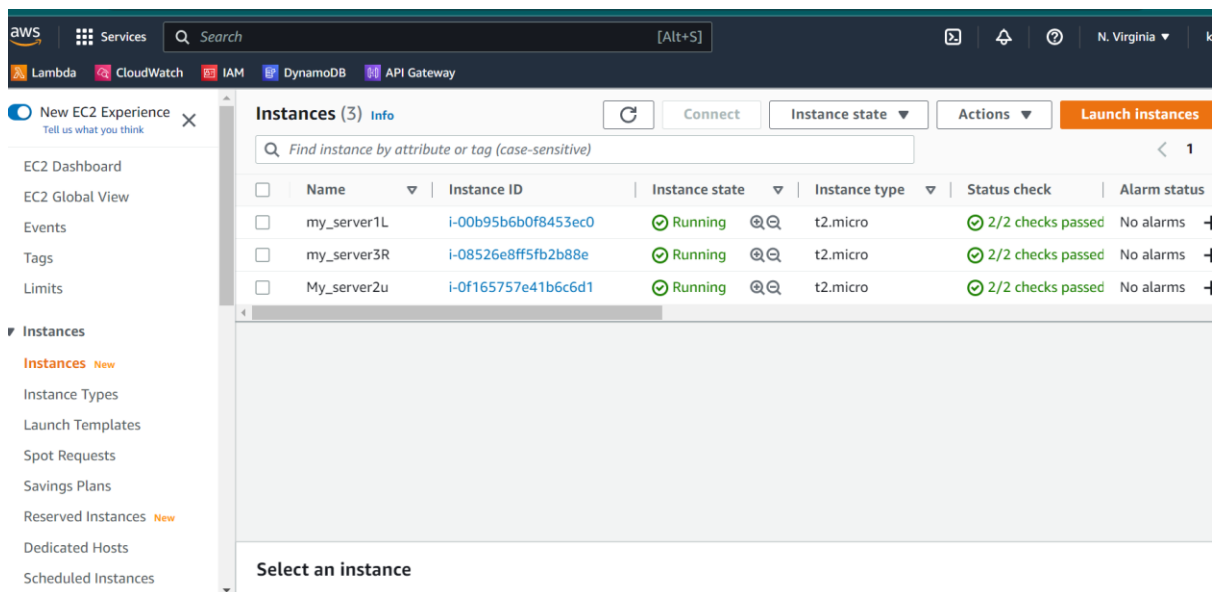 aws Services Search [Alt+S] N. Virginia
Lambda CloudWatch IAM DynamoDB API Gateway
New EC2 Experience
Tell us what you think
EC2 Dashboard
EC2 Global View
Events
Tags
Limits
Instances
Instances New
Instance Types
Launch Templates
Spot Requests
Savings Plans
Reserved Instances New
Dedicated Hosts
Scheduled Instances
Instances (3) Info Connect Instance state Actions Launch instances
Find instance by attribute or tag (case-sensitive) 1
Name Instance ID Instance state Instance type Status check Alarm status
my_server1L i-00b95b6b0f8453ec0 Running t2.micro 2/2 checks passed No alarms
my_server3R i-08526e8ff5fb2b88e Running t2.micro 2/2 checks passed No alarms
My_server2u i-0f165757e41b6c6d1 Running t2.micro 2/2 checks passed No alarms
Select an instance